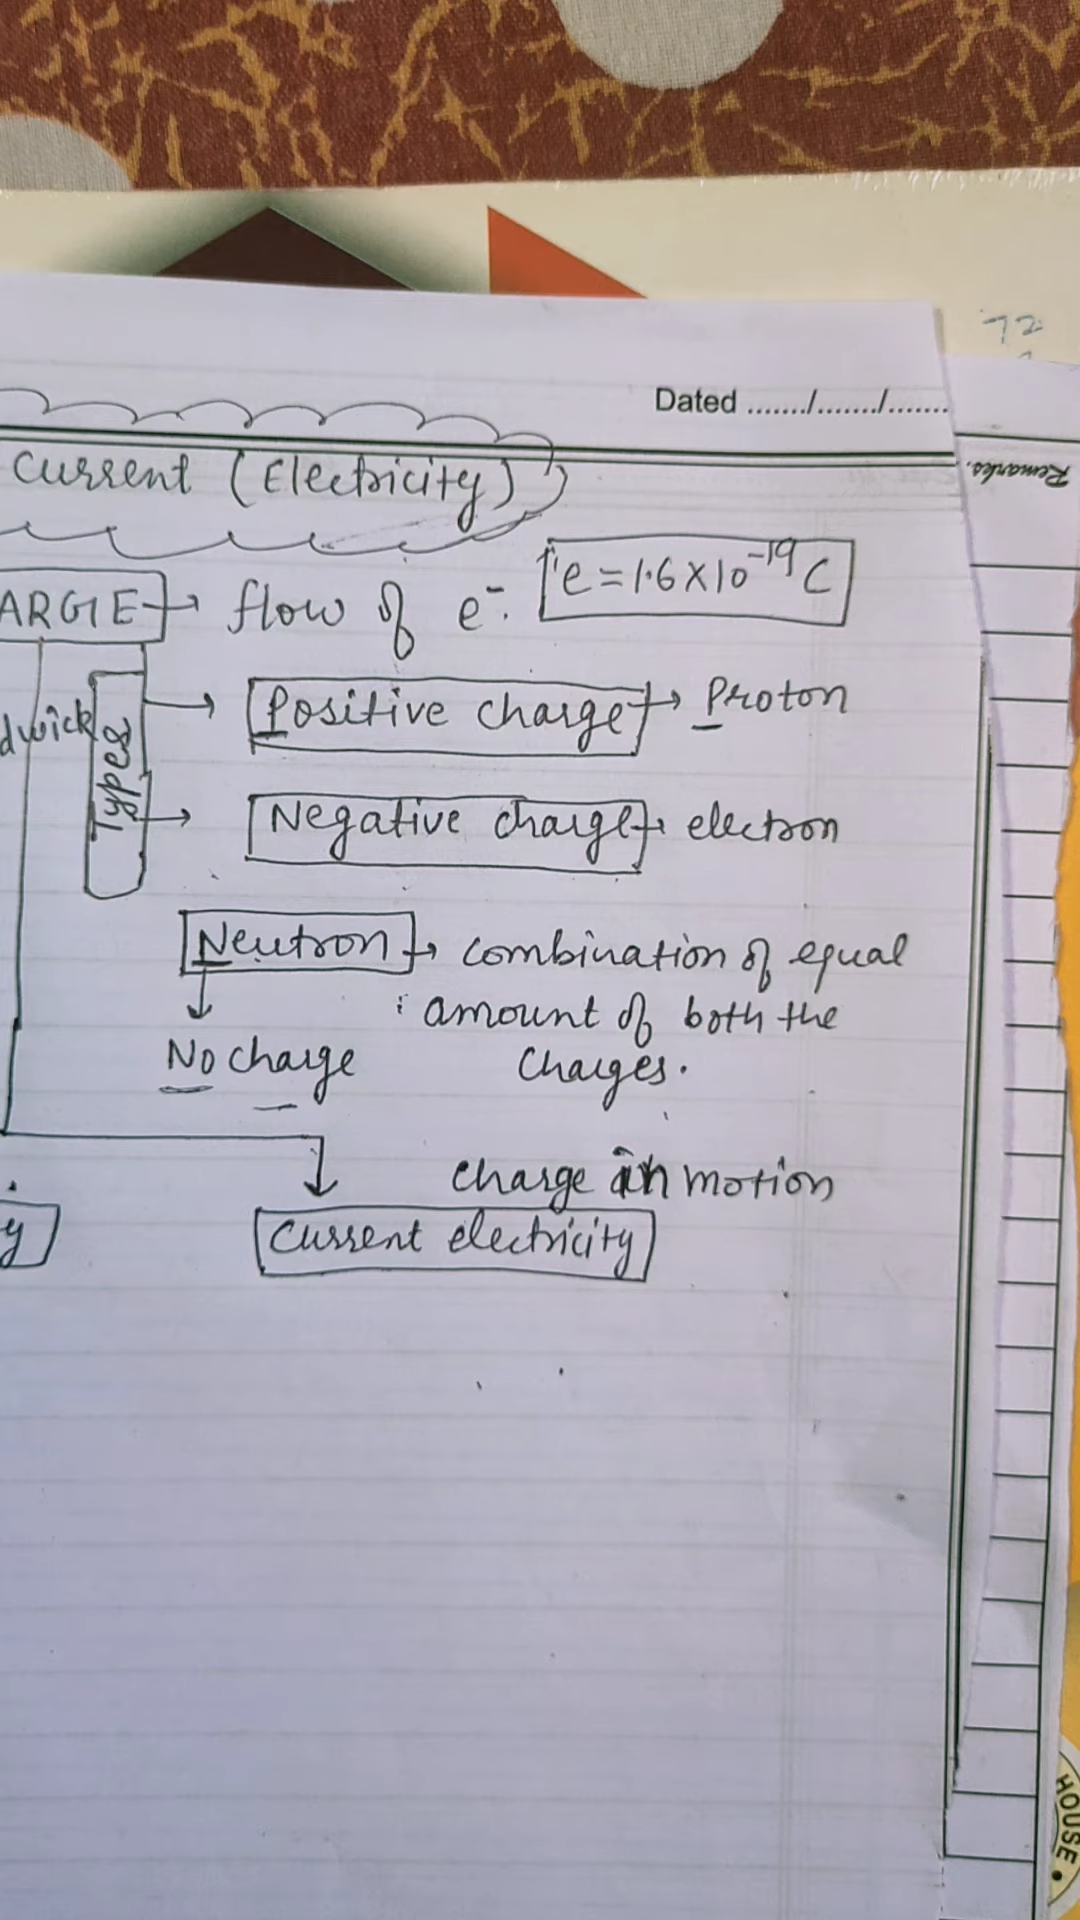 72
Dated ......./......./.......
Remarks.
Current (Electricity)
ARGE → flow of e⁻. e = 1.6 X 10⁻¹⁹ C
Positive charge → Proton
dwick
Types
Negative charge → electron
Neutron → combination of equal
amount of both the
charges.
No charge
charge in motion
y
Current electricity
HOUSE •